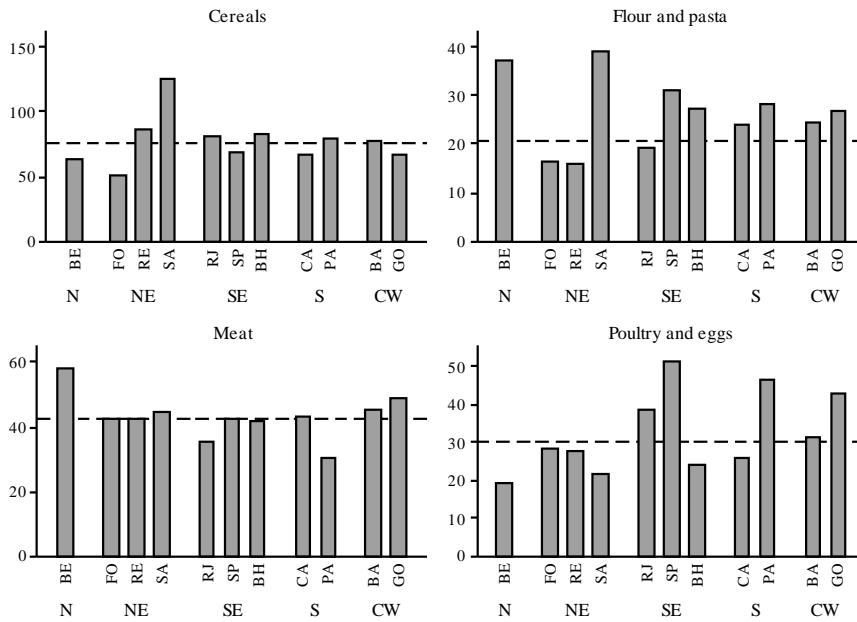 Cereals
150
100
50
0
BE
FO
RE
SA
RJ
SP
BH
CA
PA
BA
GO
N NE SE S CW
Flour and pasta
40
30
20
10
0
BE
FO
RE
SA
RJ
SP
BH
CA
PA
BA
GO
N NE SE S CW
Meat
60
40
20
0
BE
FO
RE
SA
RJ
SP
BH
CA
PA
BA
GO
N NE SE S CW
Poultry and eggs
50
40
30
20
10
0
BE
FO
RE
SA
RJ
SP
BH
CA
PA
BA
GO
N NE SE S CW